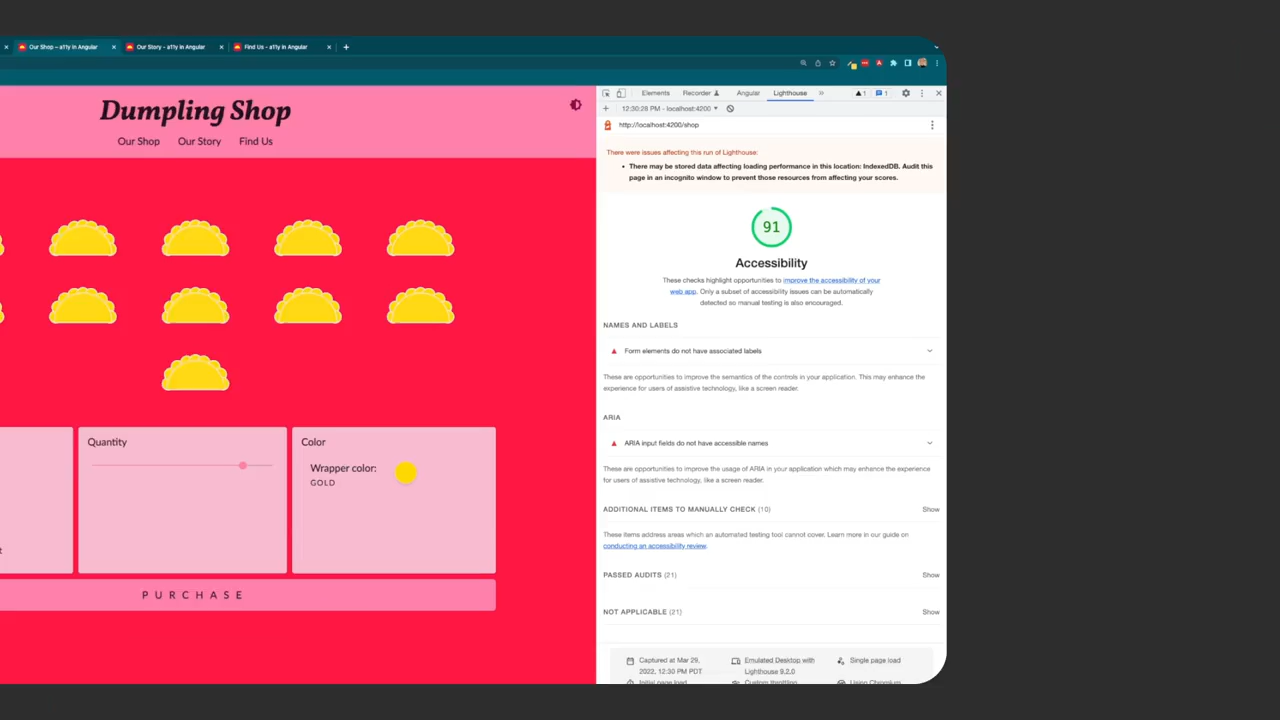 Our Shop – a11y in Angular
Our Story - a11y in Angular
Find Us - a11y in Angular
Dumpling Shop
Our Shop
Our Story
Find Us
Quantity
Color
Wrapper color:
GOLD
t
PURCHASE
Elements
Recorder
Angular
Lighthouse
1
1
12:30:28 PM - localhost:4200
http://localhost:4200/shop
There were issues affecting this run of Lighthouse:
• There may be stored data affecting loading performance in this location: IndexedDB. Audit this
page in an incognito window to prevent those resources from affecting your scores.
91
Accessibility
These checks highlight opportunities to improve the accessibility of your
web app. Only a subset of accessibility issues can be automatically
detected so manual testing is also encouraged.
NAMES AND LABELS
Form elements do not have associated labels
These are opportunities to improve the semantics of the controls in your application. This may enhance the
experience for users of assistive technology, like a screen reader.
ARIA
ARIA input fields do not have accessible names
These are opportunities to improve the usage of ARIA in your application which may enhance the experience
for users of assistive technology, like a screen reader.
ADDITIONAL ITEMS TO MANUALLY CHECK (10)
Show
These items address areas which an automated testing tool cannot cover. Learn more in our guide on
conducting an accessibility review.
PASSED AUDITS (21)
Show
NOT APPLICABLE (21)
Show
Captured at Mar 29,
2022, 12:30 PM PDT
Emulated Desktop with
Lighthouse 9.2.0
Single page load
Initial page load
Custom throttling
Using Chromium